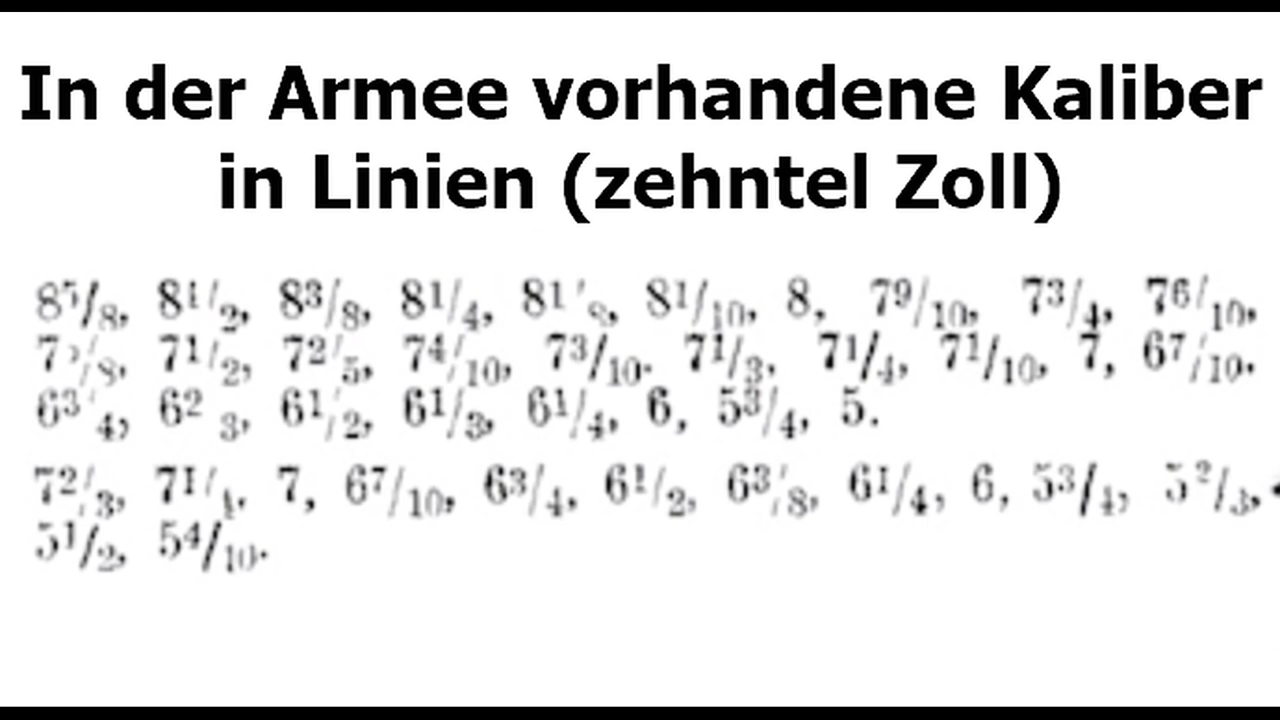 In der Armee vorhandene Kaliber
in Linien (zehntel Zoll)
8⁵/₈, 8¹/₂, 8³/₈, 8¹/₄, 8¹/₈, 8¹/₁₀, 8, 7⁹/₁₀, 7³/₄, 7⁶/₁₀,
7⁵/₈, 7¹/₂, 7²/₅, 7⁴/₁₀, 7³/₁₀. 7¹/₃, 7¹/₄, 7¹/₁₀, 7, 6⁷/₁₀.
6³/₄, 6²/₃, 6¹/₂, 6¹/₃, 6¹/₄, 6, 5³/₄, 5.
7²/₃, 7¹/₄. 7, 6⁷/₁₀, 6³/₄, 6¹/₂, 6³/₈, 6¹/₄, 6, 5³/₄, 5²/₃,
5¹/₂, 5⁴/₁₀.